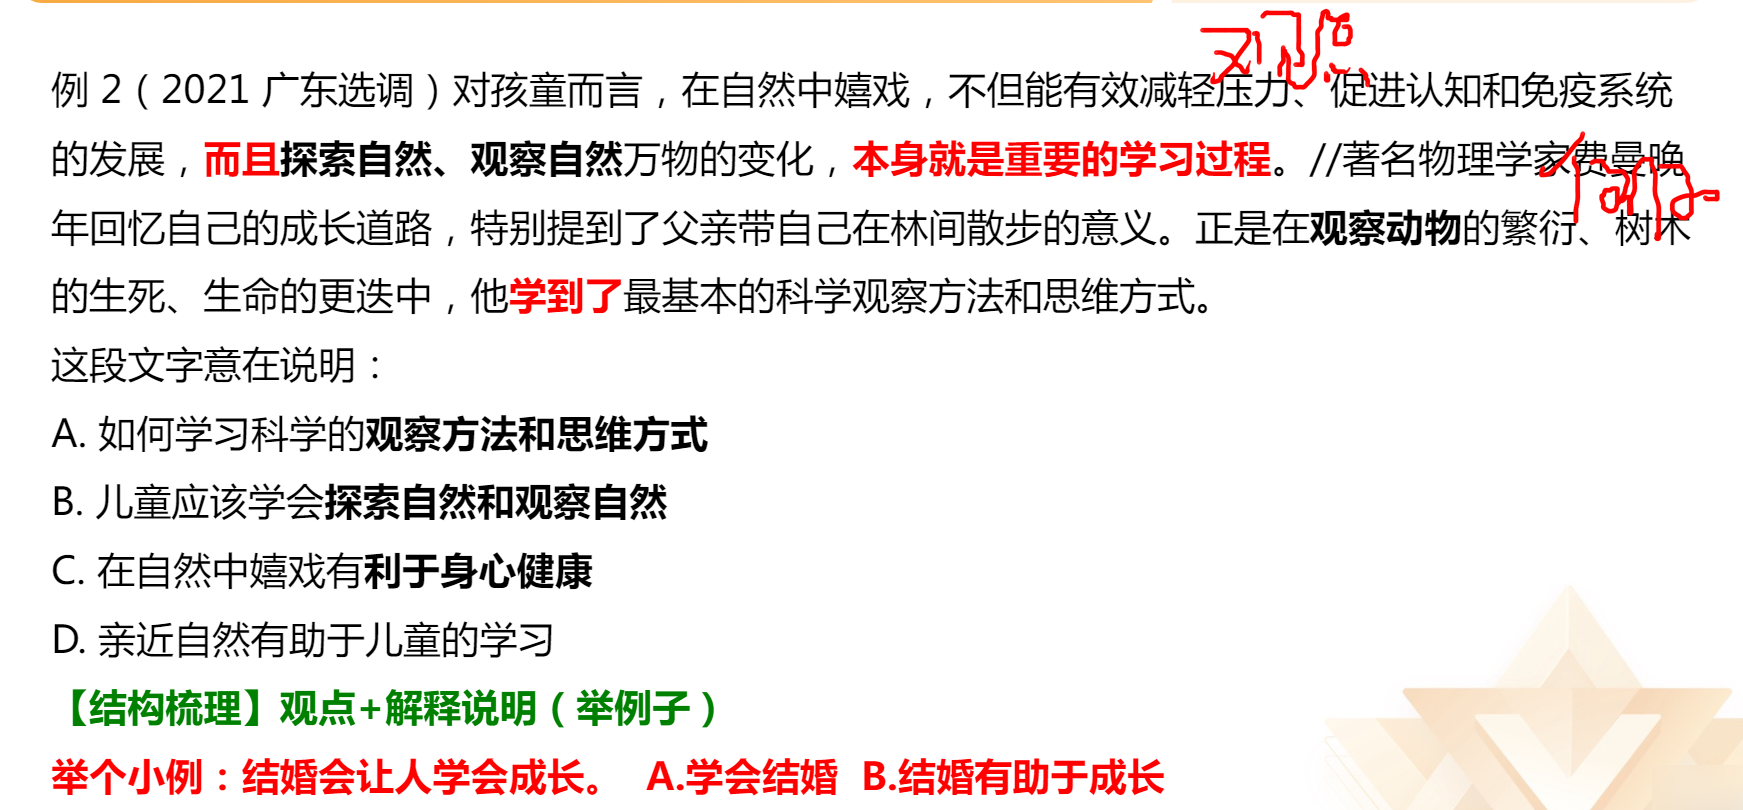 例 2（2021 广东选调）对孩童而言，在自然中嬉戏，不但能有效减轻压力、促进认知和免疫系统
的发展，而且探索自然、观察自然万物的变化，本身就是重要的学习过程。//著名物理学家费曼晚
年回忆自己的成长道路，特别提到了父亲带自己在林间散步的意义。正是在观察动物的繁衍、树木
的生死、生命的更迭中，他学到了最基本的科学观察方法和思维方式。
这段文字意在说明：
A. 如何学习科学的观察方法和思维方式
B. 儿童应该学会探索自然和观察自然
C. 在自然中嬉戏有利于身心健康
D. 亲近自然有助于儿童的学习
【结构梳理】观点+解释说明（举例子）
举个小例：结婚会让人学会成长。 A.学会结婚 B.结婚有助于成长